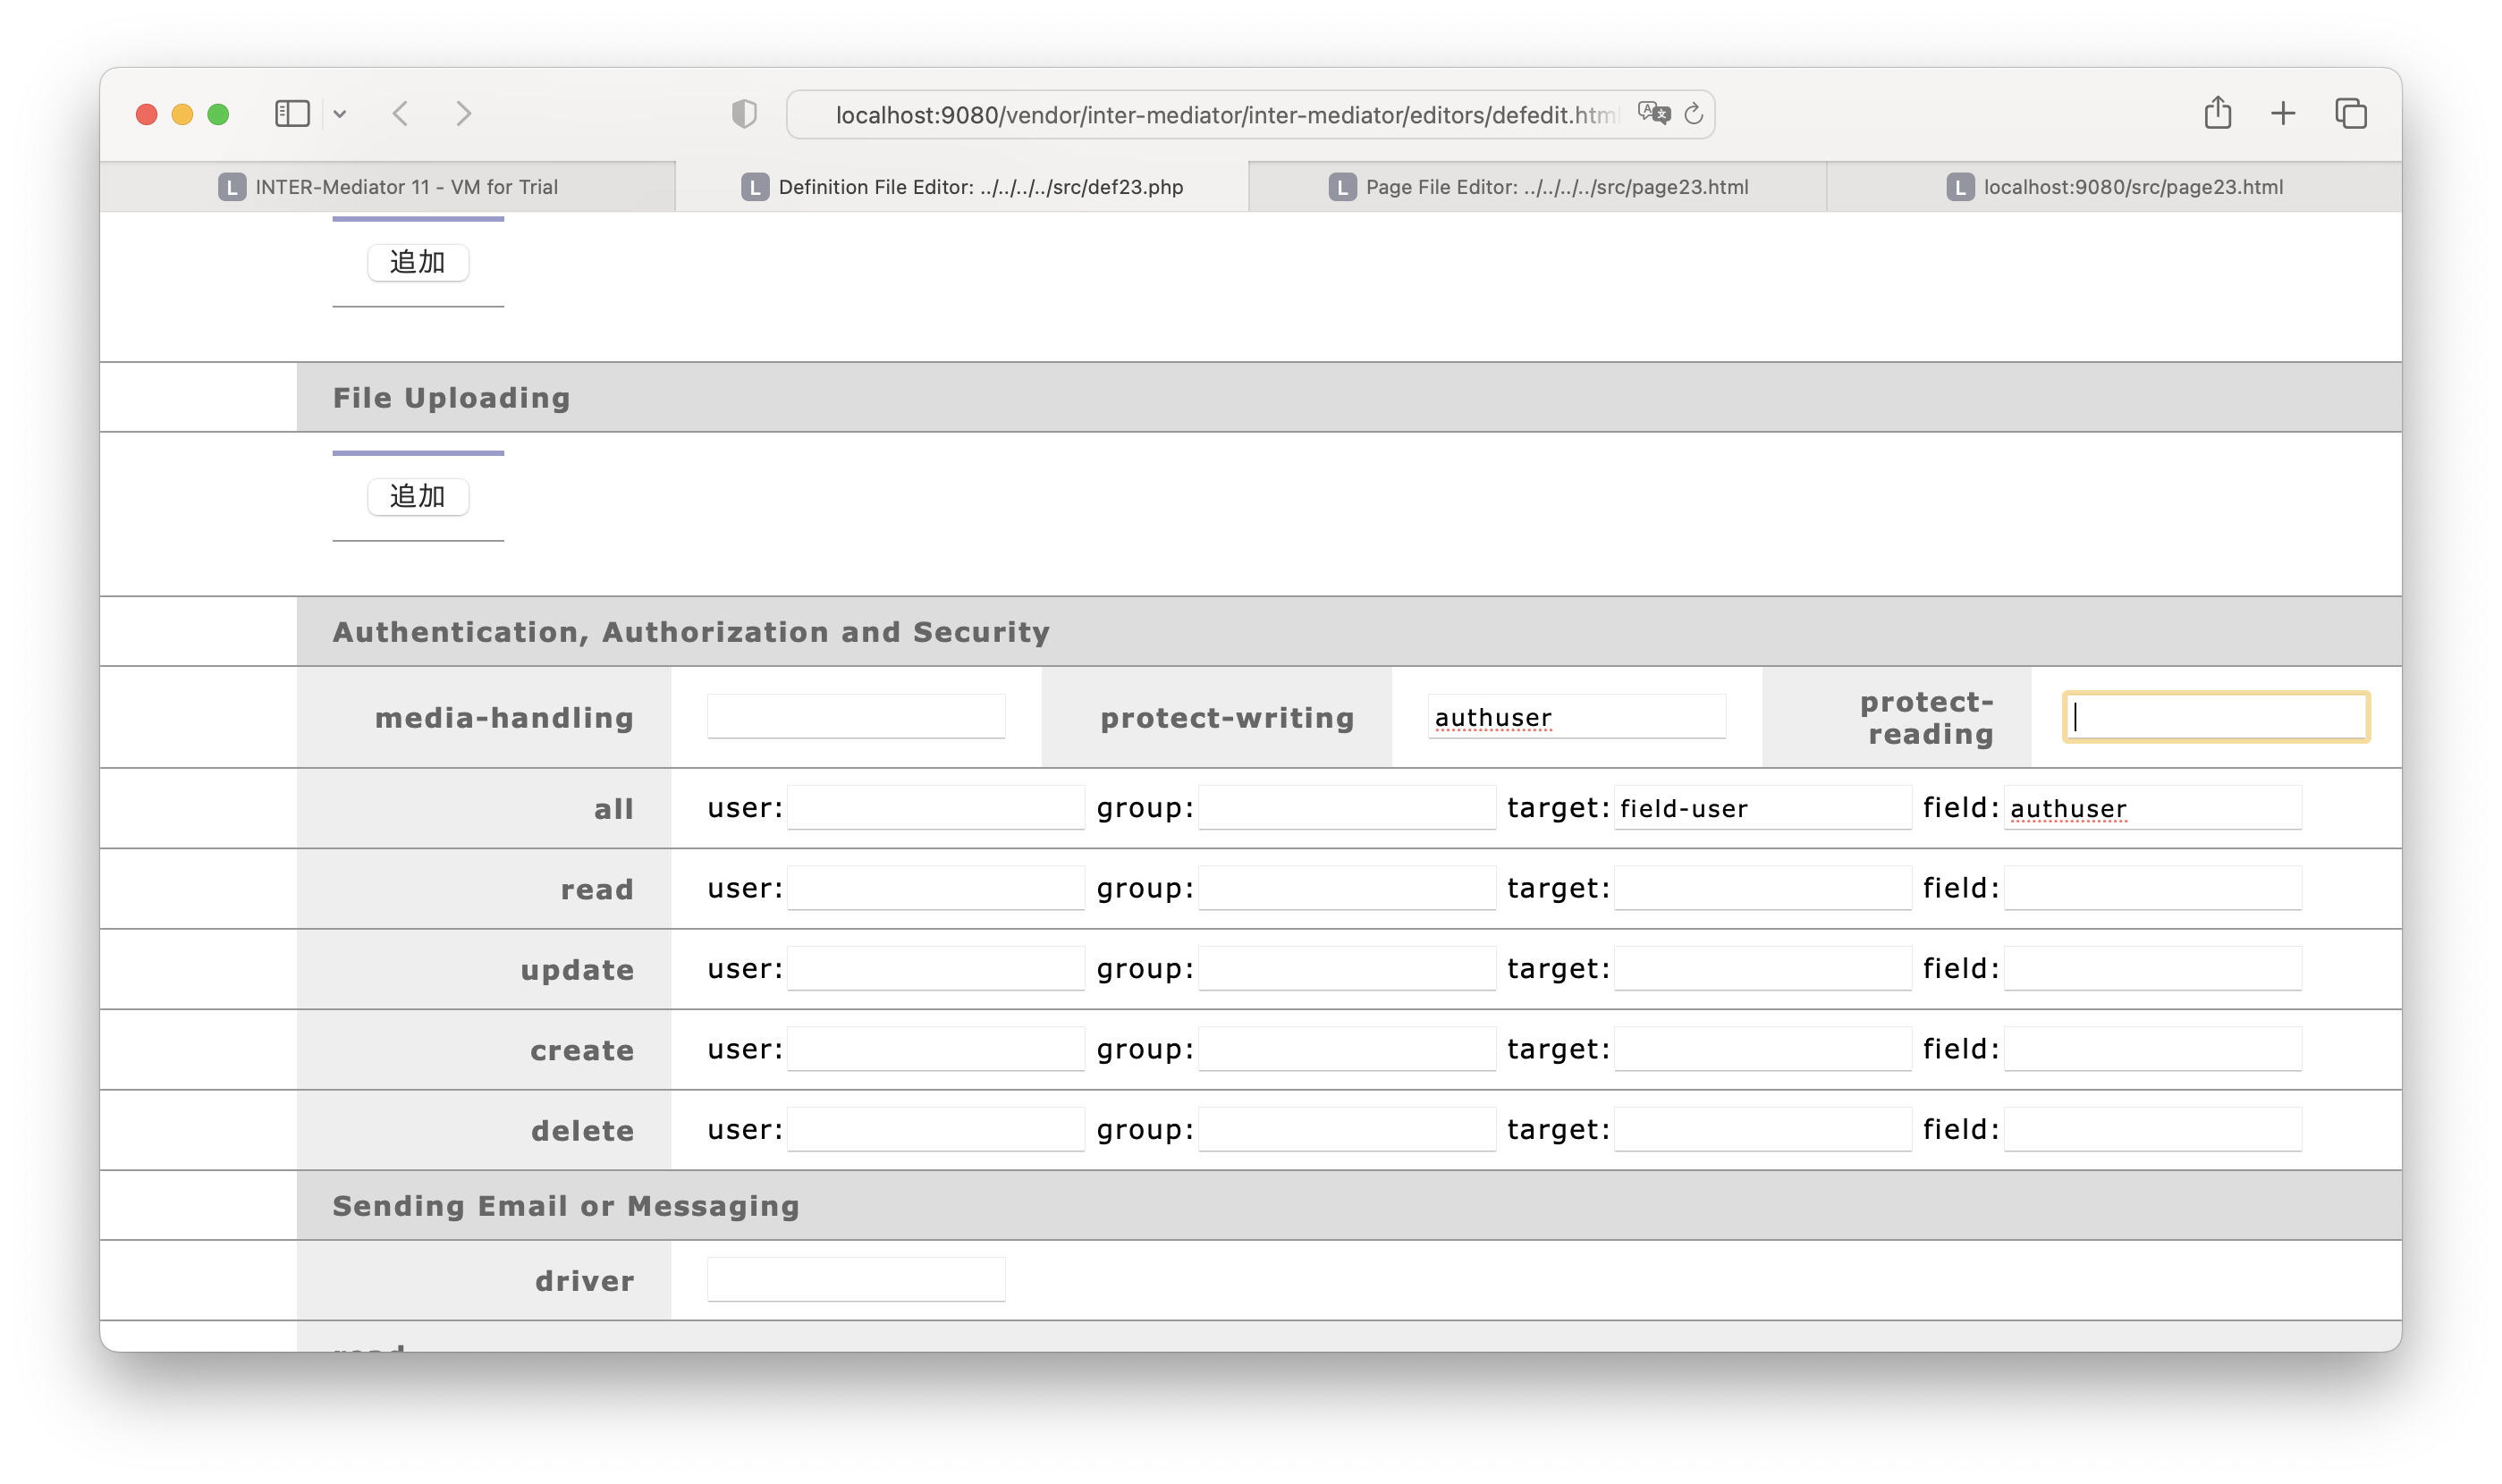 localhost:9080/vendor/inter-mediator/inter-mediator/editors/defedit.htm
L INTER-Mediator 11 - VM for Trial
L Definition File Editor: ../../../../src/def23.php
L Page File Editor: ../../../../src/page23.html
L localhost:9080/src/page23.html
追加
File Uploading
追加
Authentication, Authorization and Security
media-handling
protect-writing authuser
protect-
reading
all user: group: target: field-user field: authuser
read user: group: target: field:
update user: group: target: field:
create user: group: target: field:
delete user: group: target: field:
Sending Email or Messaging
driver